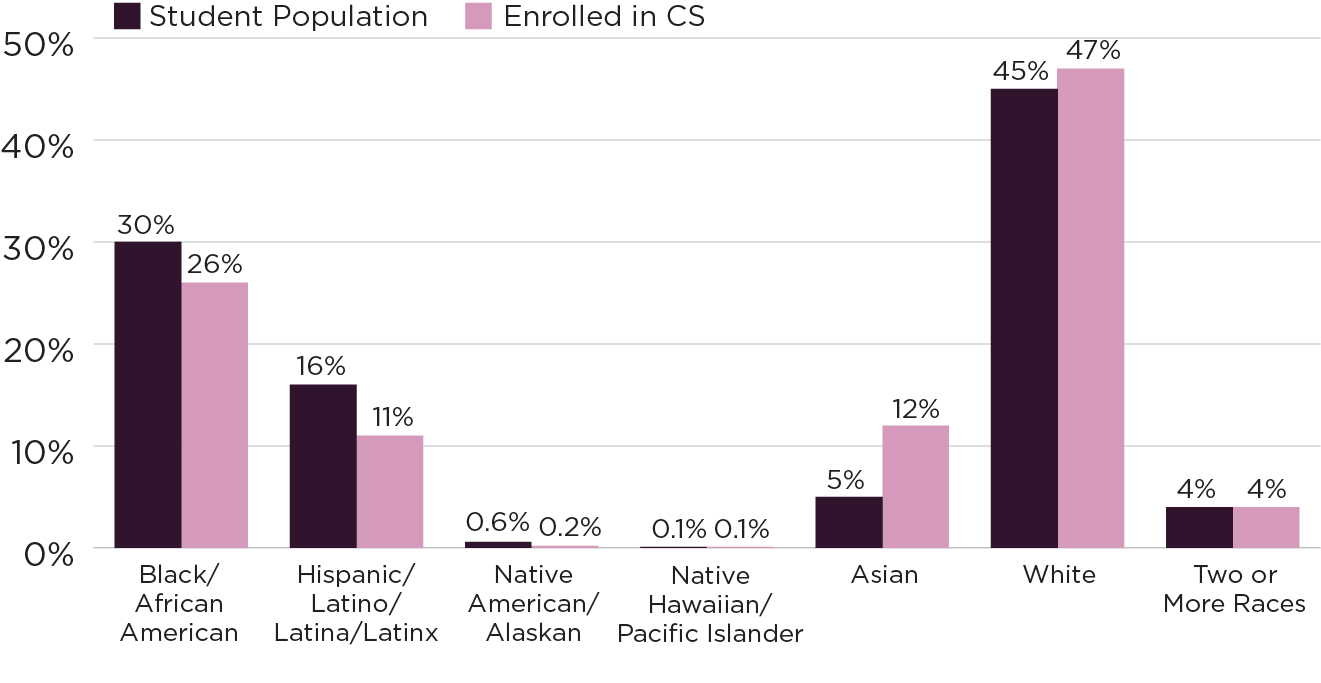 Student Population
Enrolled in CS
50%
40%
30%
20%
10%
0%
30%
26%
16%
11%
0.6%
0.2%
0.1%
0.1%
5%
12%
45%
47%
4%
4%
Black/
African
American
Hispanic/
Latino/
Latina/Latinx
Native
American/
Alaskan
Native
Hawaiian/
Pacific Islander
Asian
White
Two or
More Races